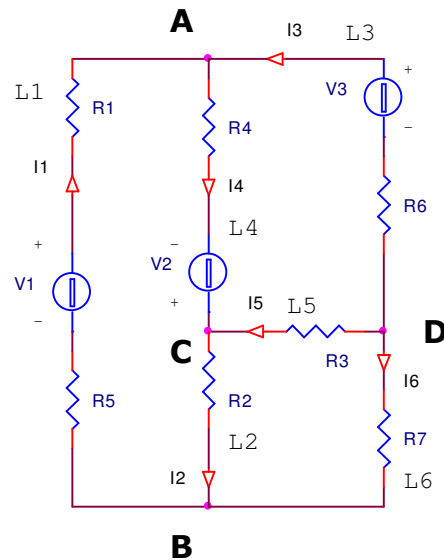 A
I3
L3
+
V3
−
L1
R1
R4
I1
I4
R6
L4
+
−
V2
V1
+
I5
L5
−
C
D
R3
I6
R5
R2
R7
L2
I2
L6
B